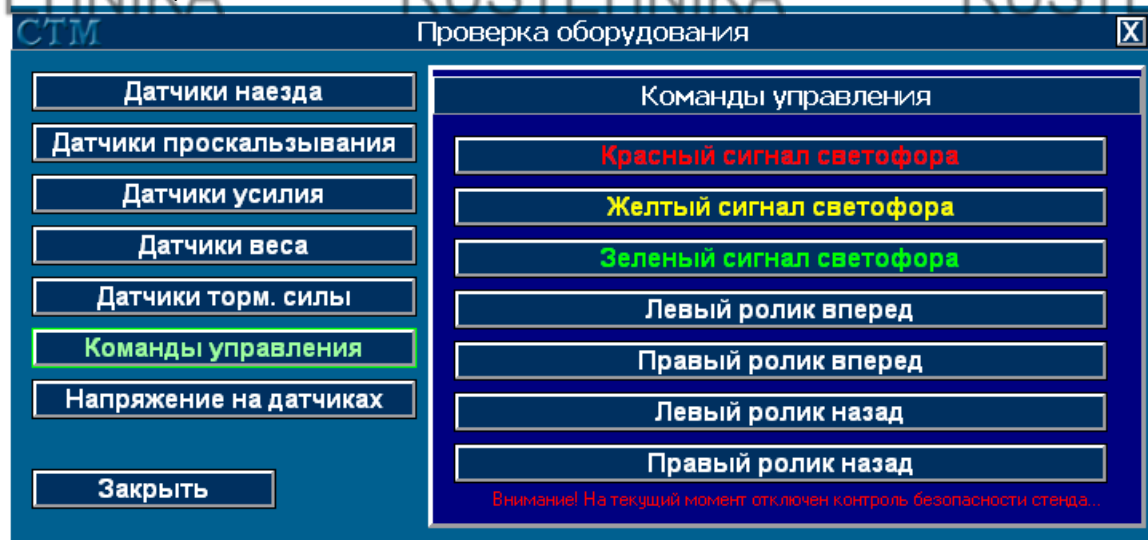 СТМ
Проверка оборудования
X
Датчики наезда
Датчики проскальзывания
Датчики усилия
Датчики веса
Датчики торм. силы
Команды управления
Напряжение на датчиках
Закрыть
Команды управления
Красный сигнал светофора
Желтый сигнал светофора
Зеленый сигнал светофора
Левый ролик вперед
Правый ролик вперед
Левый ролик назад
Правый ролик назад
Внимание! На текущий момент отключен контроль безопасности стенда...